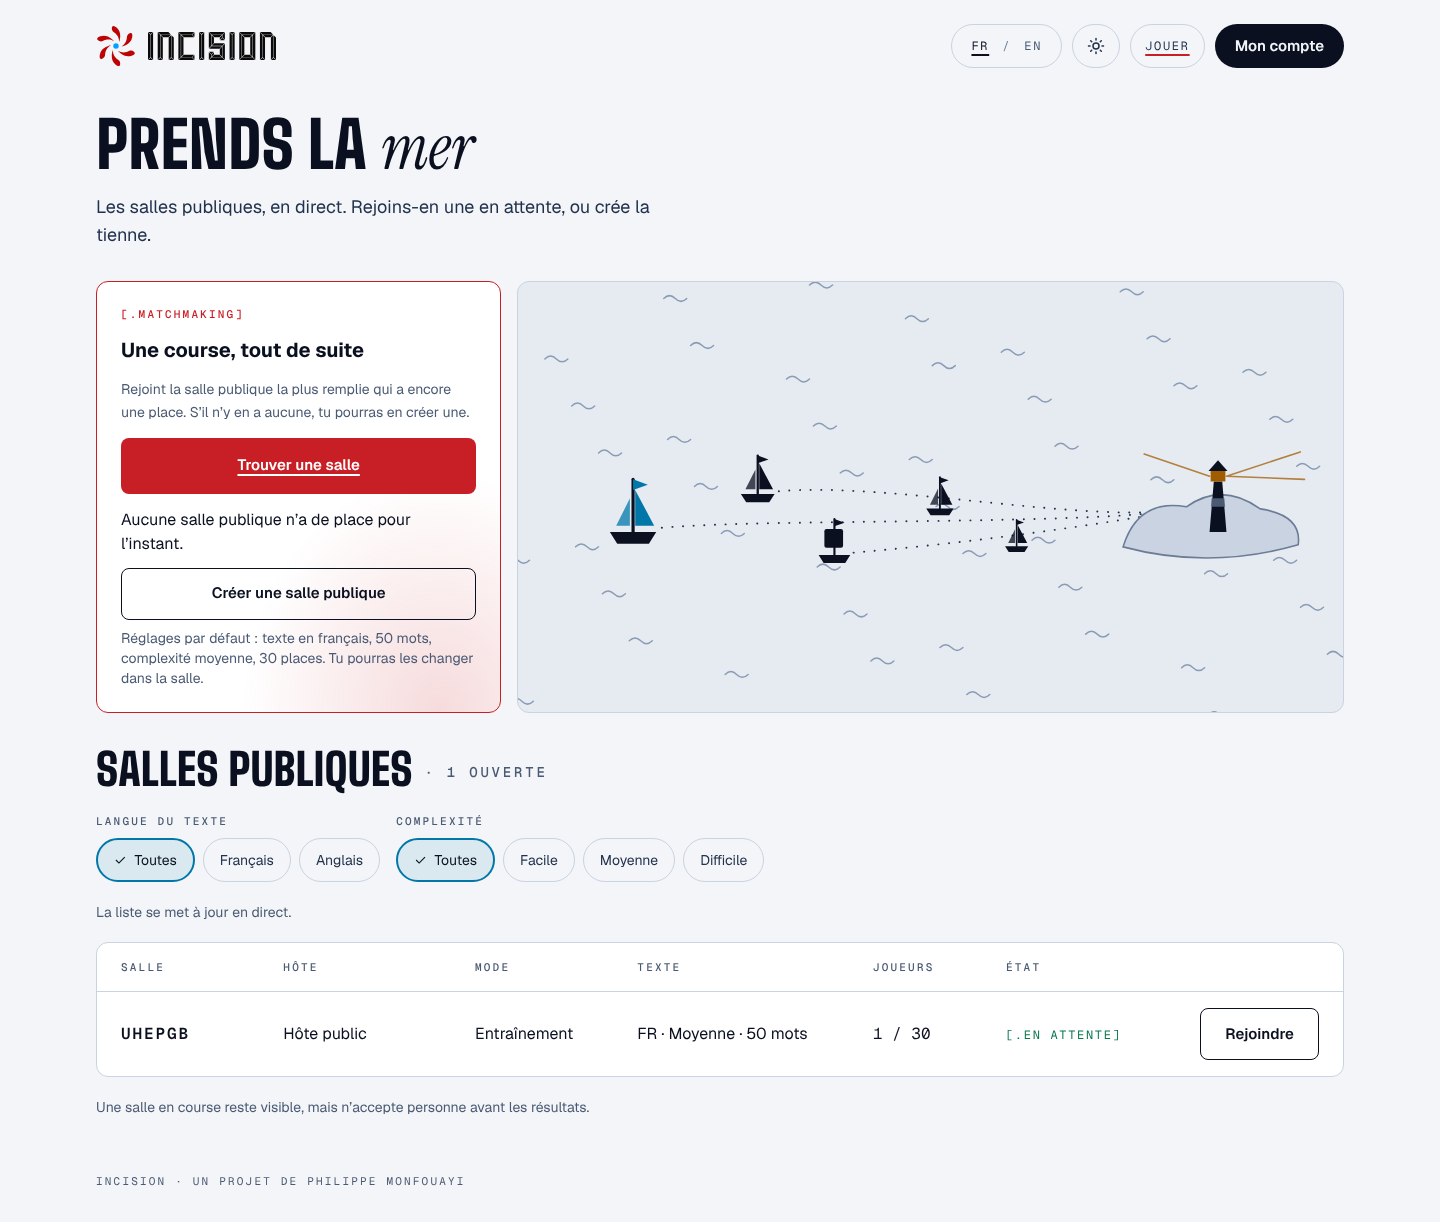 INCISION
FR / EN
JOUER
Mon compte
PRENDS LA mer
Les salles publiques, en direct. Rejoins-en une en attente, ou crée la
tienne.
[.MATCHMAKING]
Une course, tout de suite
Rejoint la salle publique la plus remplie qui a encore
une place. S’il n’y en a aucune, tu pourras en créer une.
Trouver une salle
Aucune salle publique n’a de place pour
l’instant.
Créer une salle publique
Réglages par défaut : texte en français, 50 mots,
complexité moyenne, 30 places. Tu pourras les changer
dans la salle.
SALLES PUBLIQUES · 1 OUVERTE
LANGUE DU TEXTE
✓ Toutes
Français
Anglais
COMPLEXITÉ
✓ Toutes
Facile
Moyenne
Difficile
La liste se met à jour en direct.
SALLE HÔTE MODE TEXTE JOUEURS ÉTAT
UHEPGB Hôte public Entraînement FR · Moyenne · 50 mots 1 / 30 [.EN ATTENTE] Rejoindre
Une salle en course reste visible, mais n’accepte personne avant les résultats.
INCISION · UN PROJET DE PHILIPPE MONFOUAYI